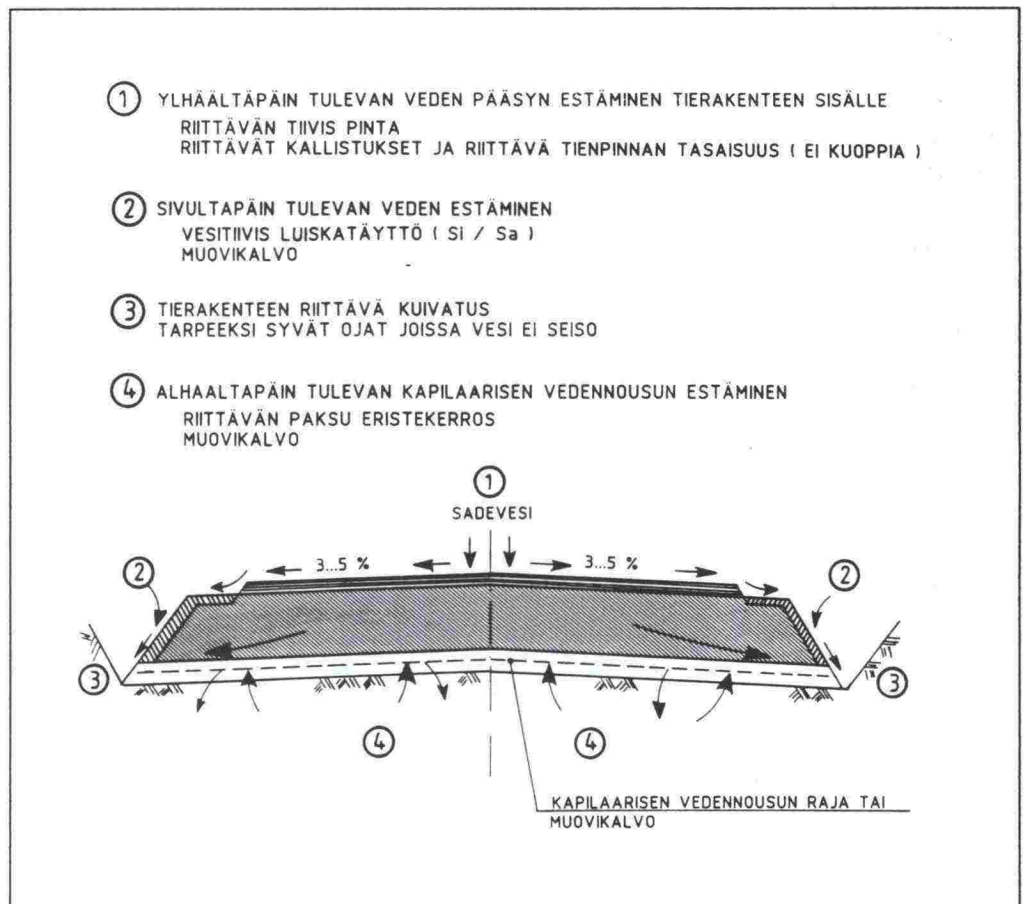 1 YLHÄÄLTÄPÄIN TULEVAN VEDEN PÄÄSYN ESTÄMINEN TIERAKENTEEN SISÄLLE
RIITTÄVÄN TIIVIS PINTA
RIITTÄVÄT KALLISTUKSET JA RIITTÄVÄ TIENPINNAN TASAISUUS ( EI KUOPPIA )
2 SIVULTAPÄIN TULEVAN VEDEN ESTÄMINEN
VESITIIVIS LUISKATÄYTTÖ ( Si / Sa )
MUOVIKALVO
3 TIERAKENTEEN RIITTÄVÄ KUIVATUS
TARPEEKSI SYVÄT OJAT JOISSA VESI EI SEISO
4 ALHAALTAPÄIN TULEVAN KAPILAARISEN VEDENNOUSUN ESTÄMINEN
RIITTÄVÄN PAKSU ERISTEKERROS
MUOVIKALVO
1
SADEVESI
3...5 % 3...5 %
2 2
3 3
4 4
KAPILAARISEN VEDENNOUSUN RAJA TAI
MUOVIKALVO